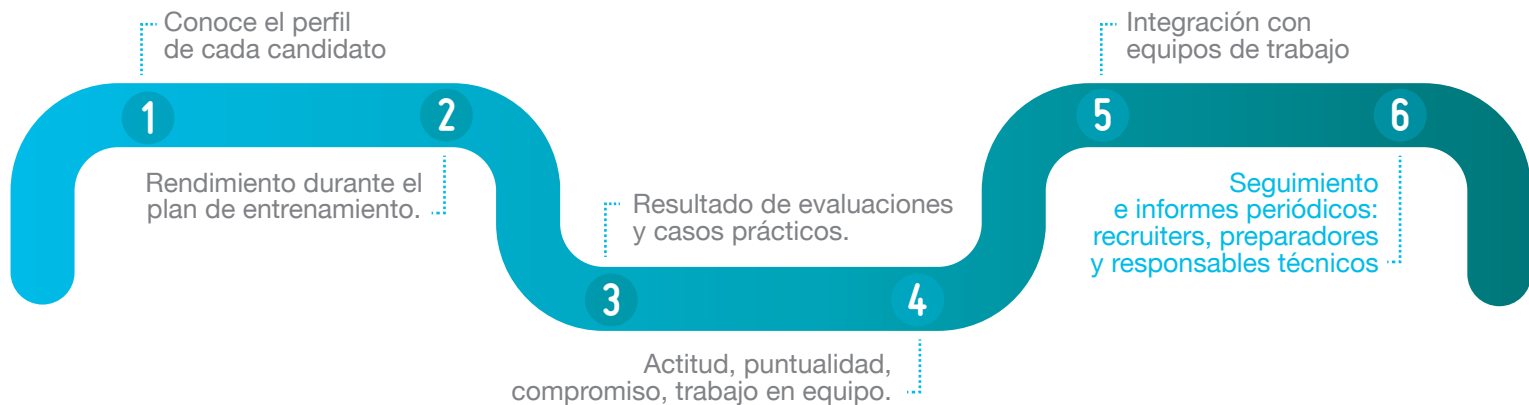 Conoce el perfil
de cada candidato
1
2
Rendimiento durante el
plan de entrenamiento.
Resultado de evaluaciones
y casos prácticos.
3
4
Actitud, puntualidad,
compromiso, trabajo en equipo.
Integración con
equipos de trabajo
5
6
Seguimiento
e informes periódicos:
recruiters, preparadores
y responsables técnicos